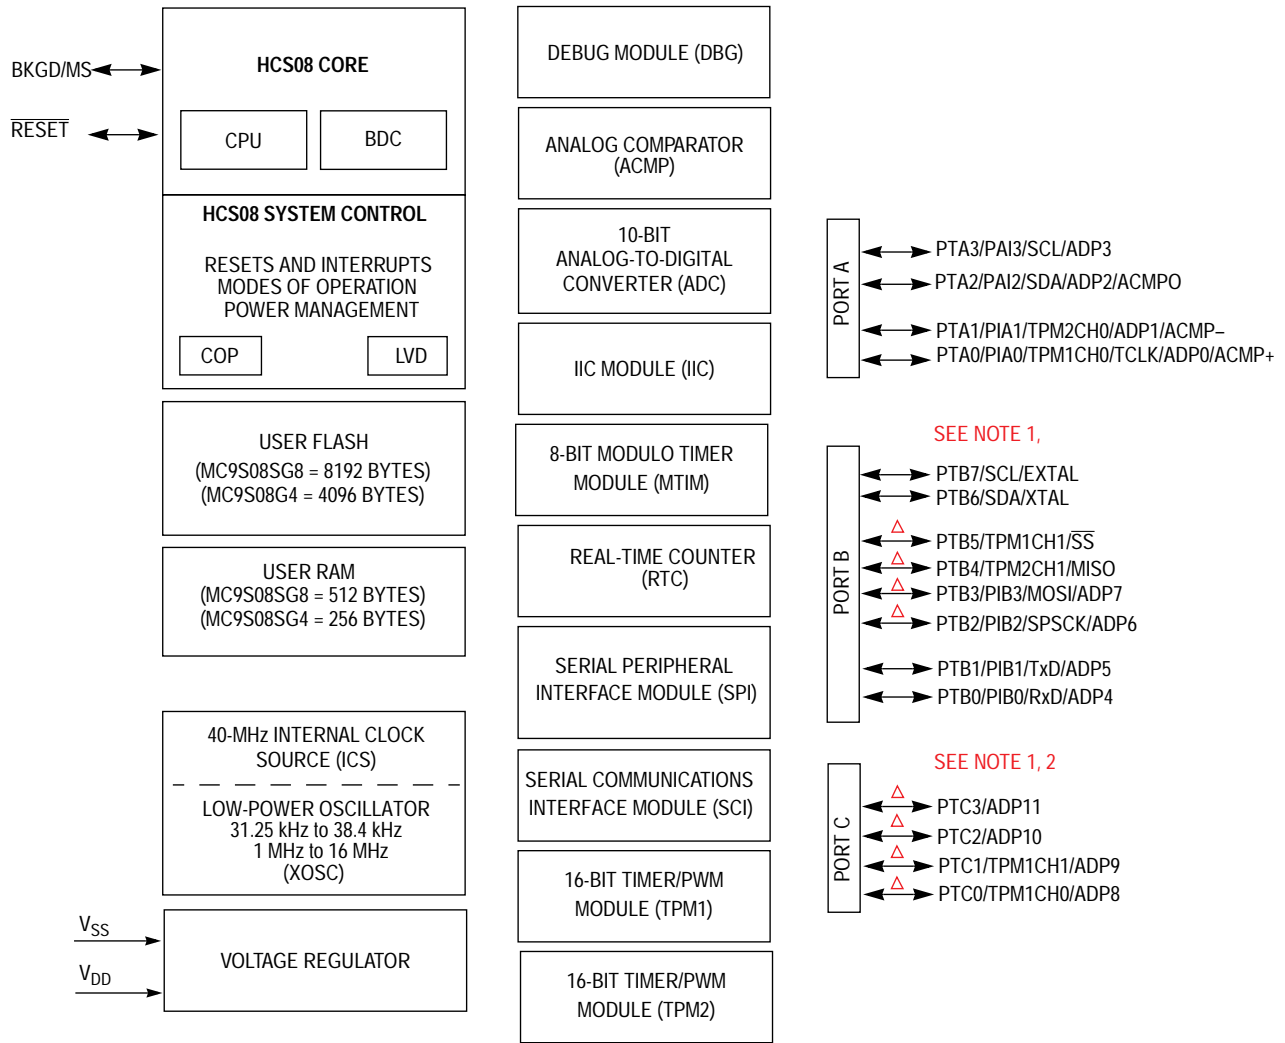 BKGD/MS
RESET
HCS08 CORE
CPU
BDC
HCS08 SYSTEM CONTROL
RESETS AND INTERRUPTS
MODES OF OPERATION
POWER MANAGEMENT
COP
LVD
USER FLASH
(MC9S08SG8 = 8192 BYTES)
(MC9S08G4 = 4096 BYTES)
USER RAM
(MC9S08SG8 = 512 BYTES)
(MC9S08SG4 = 256 BYTES)
40-MHz INTERNAL CLOCK
SOURCE (ICS)
LOW-POWER OSCILLATOR
31.25 kHz to 38.4 kHz
1 MHz to 16 MHz
(XOSC)
VSS
VDD
VOLTAGE REGULATOR
DEBUG MODULE (DBG)
ANALOG COMPARATOR
(ACMP)
10-BIT
ANALOG-TO-DIGITAL
CONVERTER (ADC)
IIC MODULE (IIC)
8-BIT MODULO TIMER
MODULE (MTIM)
REAL-TIME COUNTER
(RTC)
SERIAL PERIPHERAL
INTERFACE MODULE (SPI)
SERIAL COMMUNICATIONS
INTERFACE MODULE (SCI)
16-BIT TIMER/PWM
MODULE (TPM1)
16-BIT TIMER/PWM
MODULE (TPM2)
PORT A
PTA3/PAI3/SCL/ADP3
PTA2/PAI2/SDA/ADP2/ACMPO
PTA1/PIA1/TPM2CH0/ADP1/ACMP–
PTA0/PIA0/TPM1CH0/TCLK/ADP0/ACMP+
SEE NOTE 1,
PORT B
PTB7/SCL/EXTAL
PTB6/SDA/XTAL
PTB5/TPM1CH1/SS
PTB4/TPM2CH1/MISO
PTB3/PIB3/MOSI/ADP7
PTB2/PIB2/SPSCK/ADP6
PTB1/PIB1/TxD/ADP5
PTB0/PIB0/RxD/ADP4
SEE NOTE 1, 2
PORT C
PTC3/ADP11
PTC2/ADP10
PTC1/TPM1CH1/ADP9
PTC0/TPM1CH0/ADP8